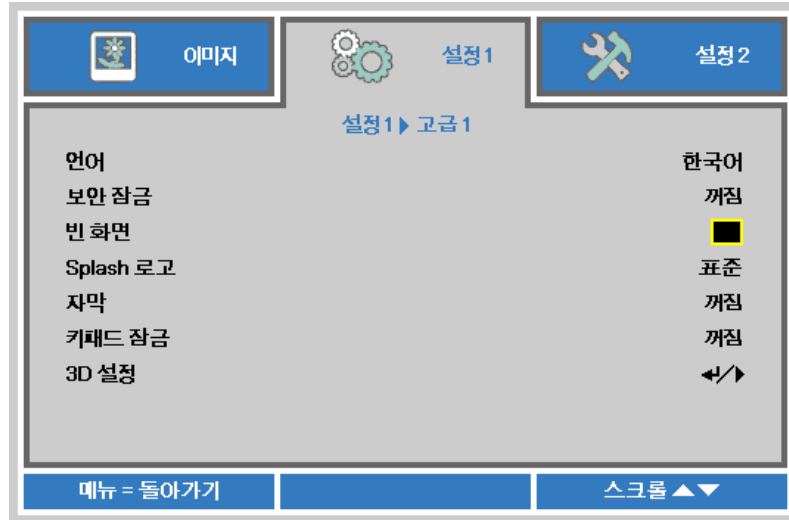 이미지 설정1 설정2
설정1▶고급1
언어 한국어
보안 잠금 꺼짐
빈 화면
Splash 로고 표준
자막 꺼짐
키패드 잠금 꺼짐
3D 설정 ↵/▶
메뉴 = 돌아가기 스크롤▲▼